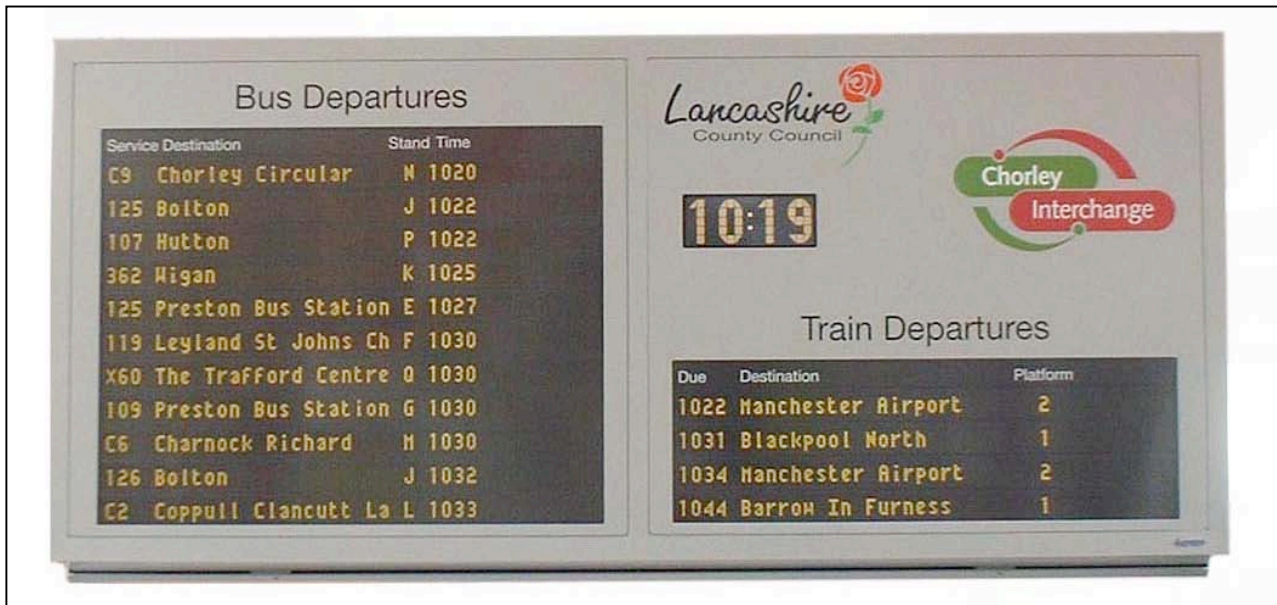 Bus Departures
Service Destination Stand Time
C9 Chorley Circular N 1020
125 Bolton J 1022
107 Hutton P 1022
362 Wigan K 1025
125 Preston Bus Station E 1027
119 Leyland St Johns Ch F 1030
X60 The Trafford Centre Q 1030
109 Preston Bus Station G 1030
C6 Charnock Richard M 1030
126 Bolton J 1032
C2 Coppull Clancutt La L 1033
Lancashire
County Council
Chorley
Interchange
10:19
Train Departures
Due Destination Platform
1022 Manchester Airport 2
1031 Blackpool North 1
1034 Manchester Airport 2
1044 Barrow In Furness 1